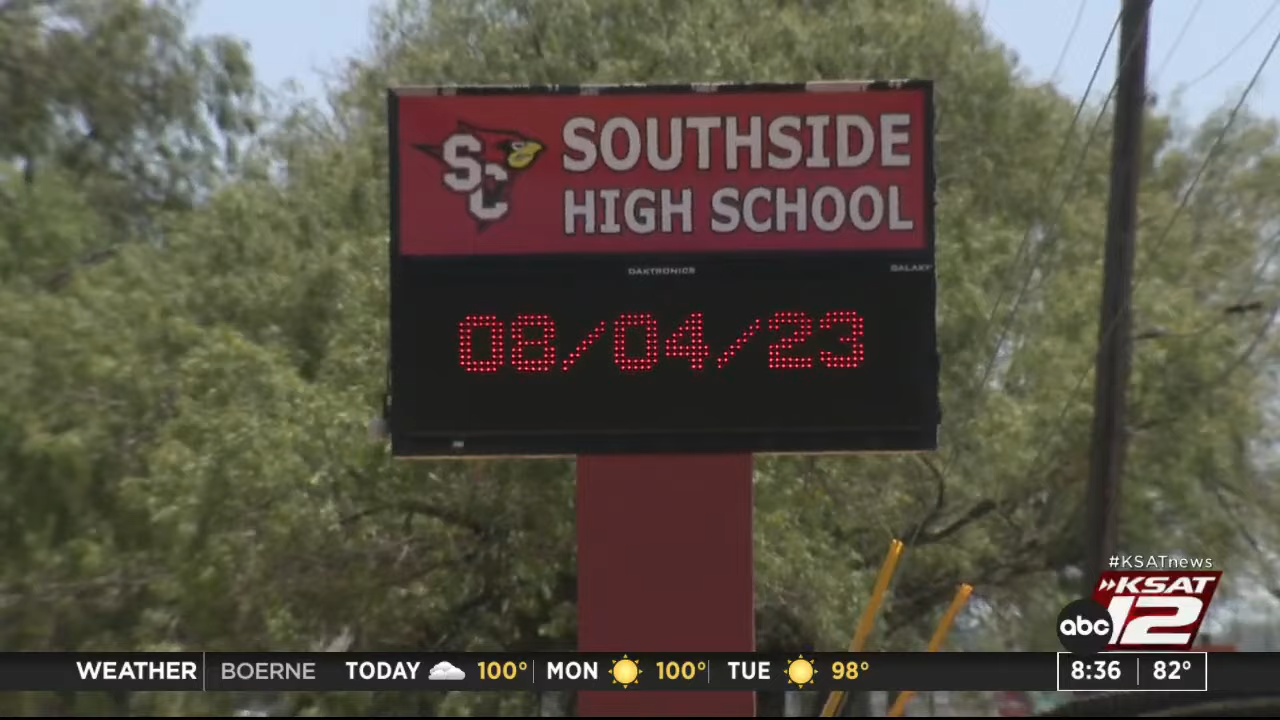 SC
SOUTHSIDE
HIGH SCHOOL
DAKTRONICS
GALAXY
08/04/23
#KSATnews
KSAT
abc 12
WEATHER BOERNE TODAY 100° MON 100° TUE 98° 8:36 82°